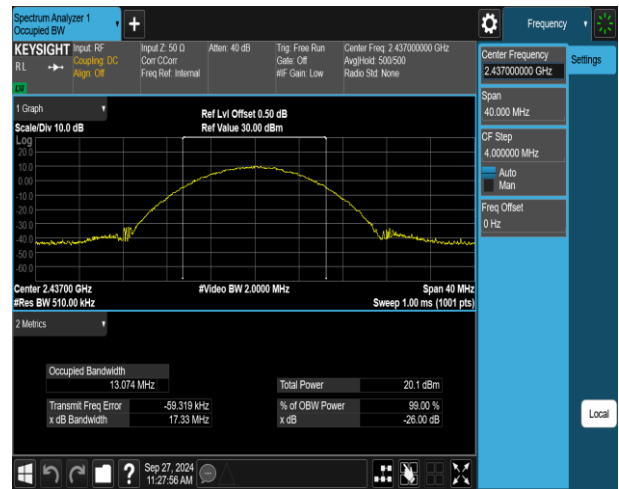 Spectrum Analyzer 1
Occupied BW
+
Frequency
KEYSIGHT
RL
LXI
Input: RF
Coupling: DC
Align: Off
Input Z: 50 Ω
Corr CCorr
Freq Ref: Internal
Atten: 40 dB
Trig: Free Run
Gate: Off
#IF Gain: Low
Center Freq: 2.437000000 GHz
Avg|Hold: 500/500
Radio Std: None
Center Frequency
2.437000000 GHz
Settings
Span
40.000 MHz
CF Step
4.000000 MHz
Auto
Man
Freq Offset
0 Hz
Local
1 Graph
Scale/Div 10.0 dB
Ref Lvl Offset 0.50 dB
Ref Value 30.00 dBm
Log
20.0
10.0
0.00
-10.0
-20.0
-30.0
-40.0
-50.0
-60.0
Center 2.43700 GHz
#Video BW 2.0000 MHz
Span 40 MHz
#Res BW 510.00 kHz
Sweep 1.00 ms (1001 pts)
2 Metrics
Occupied Bandwidth
13.074 MHz
Total Power 20.1 dBm
Transmit Freq Error -59.319 kHz
% of OBW Power 99.00 %
x dB Bandwidth 17.33 MHz
x dB -26.00 dB
?
Sep 27, 2024
11:27:56 AM